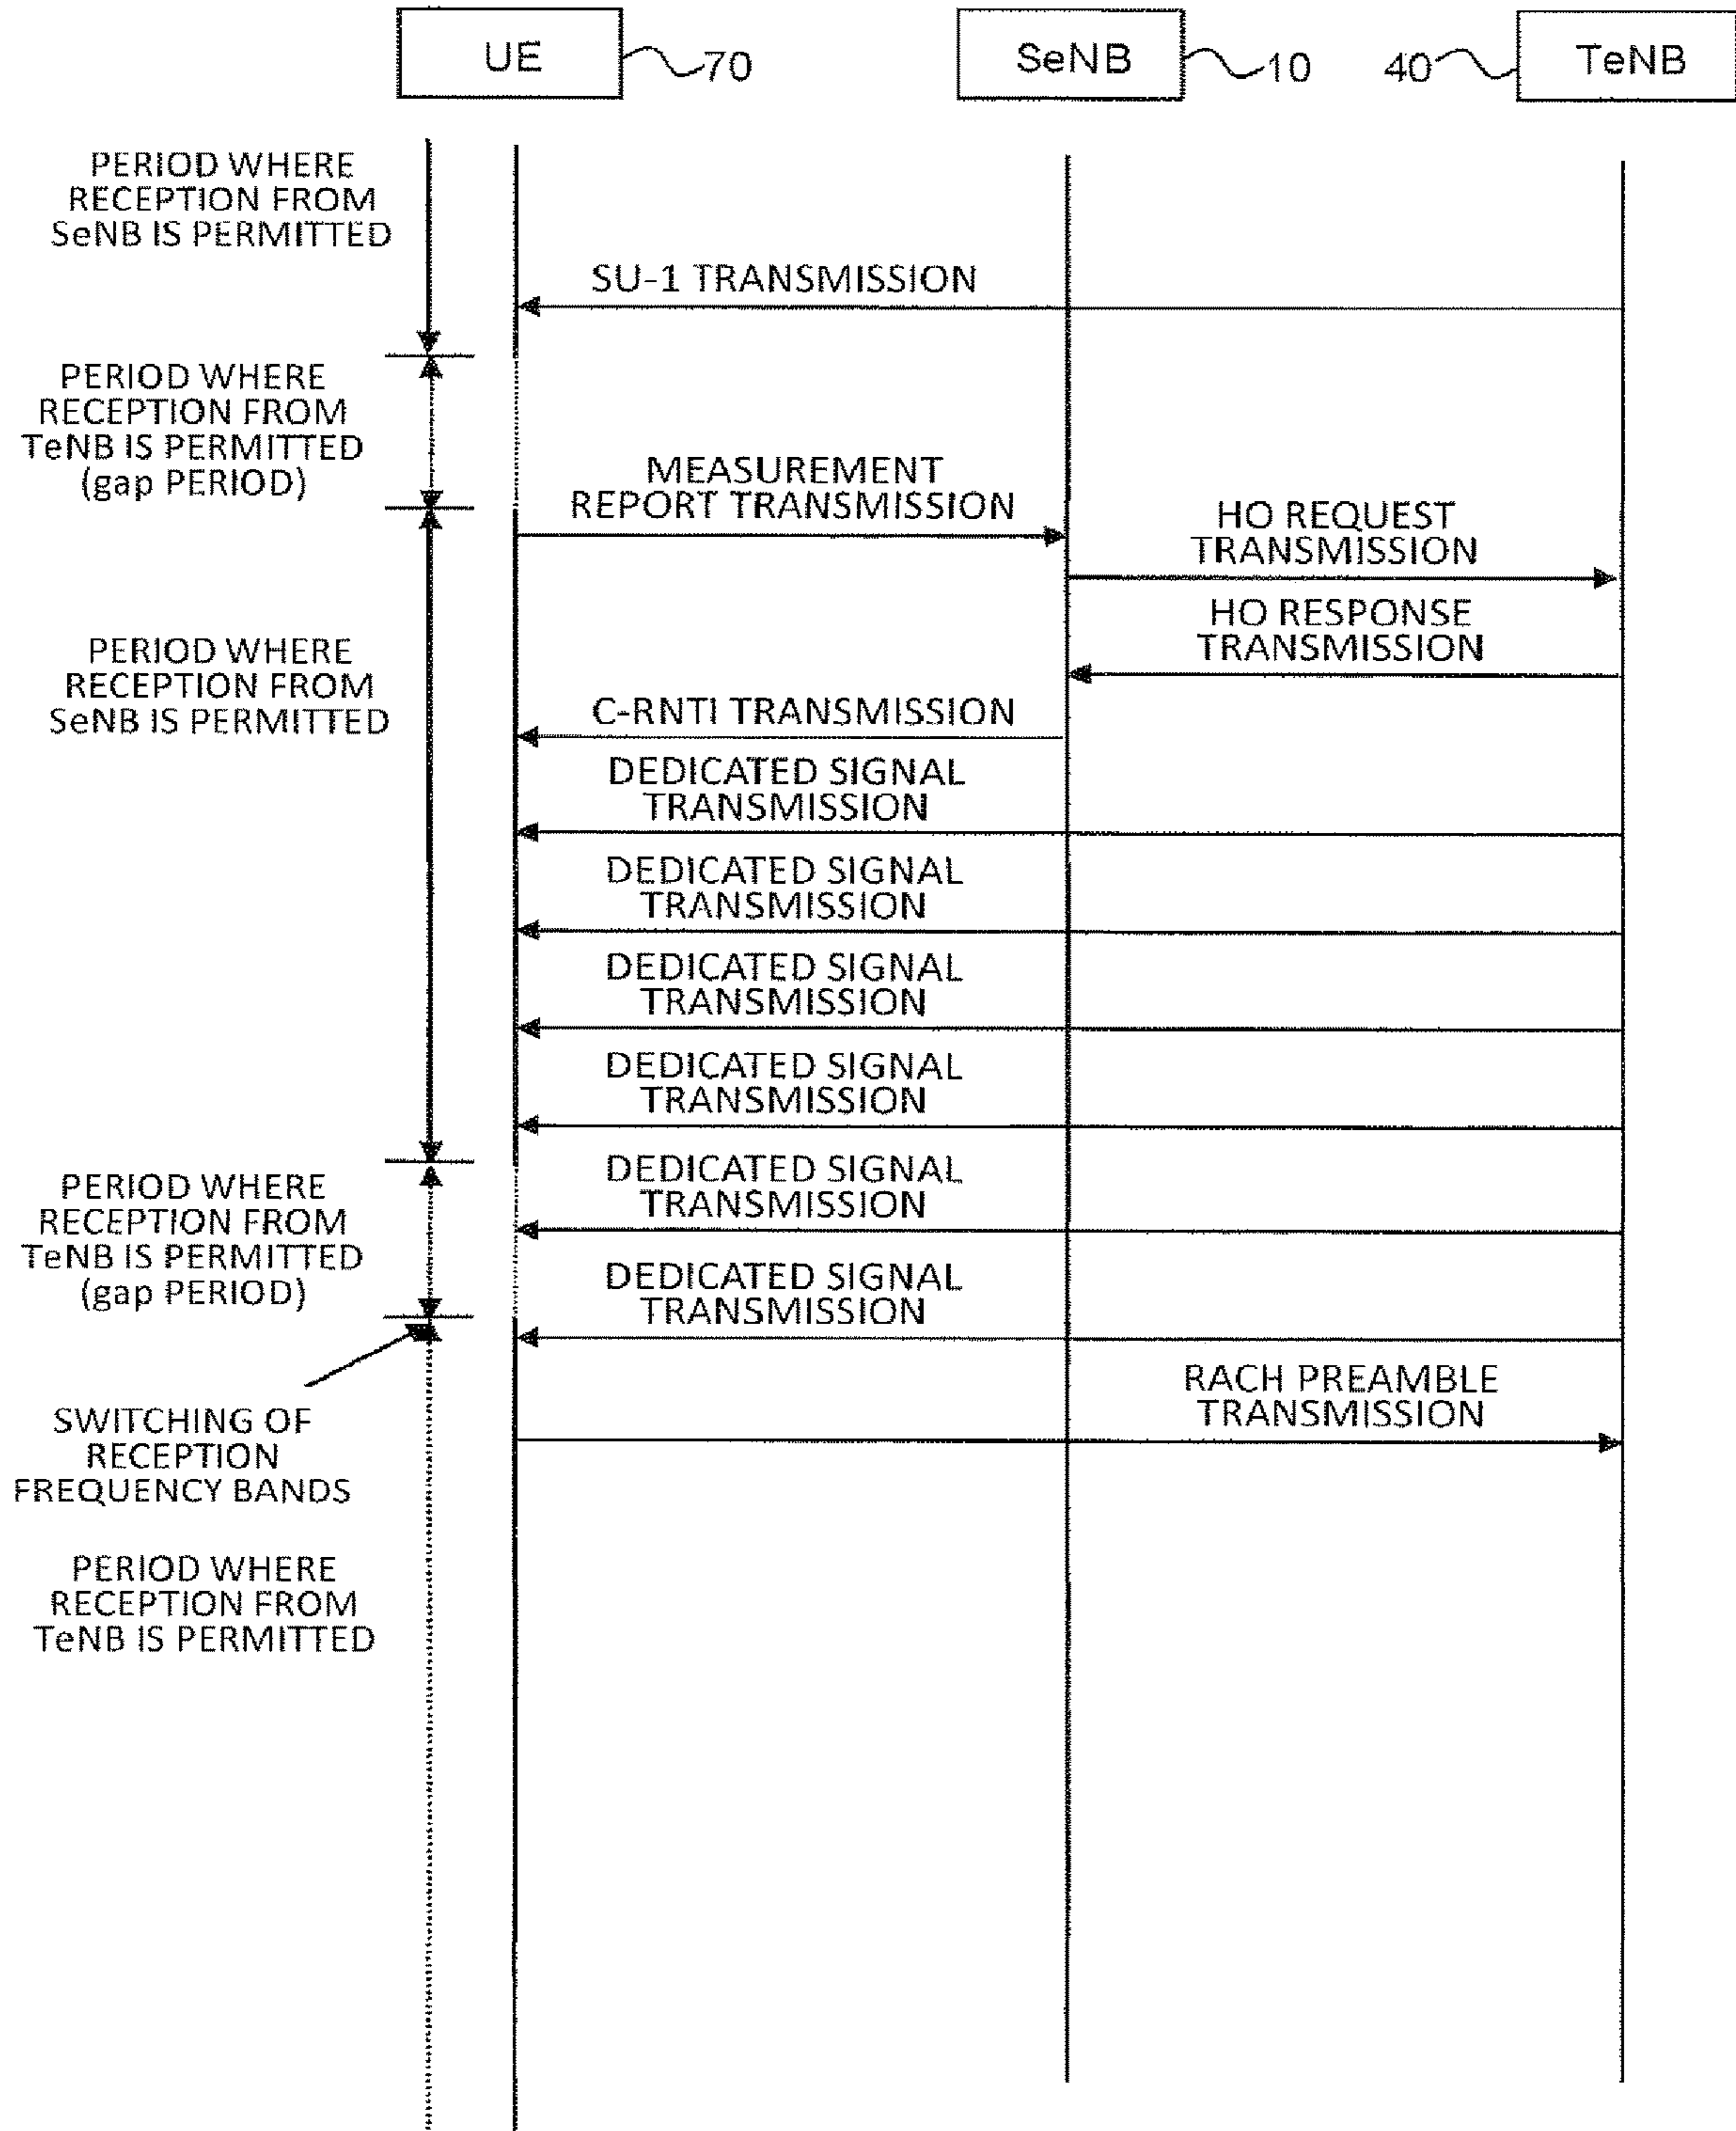 UE
70
SeNB
10
40
TeNB
PERIOD WHERE
RECEPTION FROM
SeNB IS PERMITTED
SU-1 TRANSMISSION
PERIOD WHERE
RECEPTION FROM
TeNB IS PERMITTED
(gap PERIOD)
MEASUREMENT
REPORT TRANSMISSION
HO REQUEST
TRANSMISSION
HO RESPONSE
TRANSMISSION
PERIOD WHERE
RECEPTION FROM
SeNB IS PERMITTED
C-RNTI TRANSMISSION
DEDICATED SIGNAL
TRANSMISSION
DEDICATED SIGNAL
TRANSMISSION
DEDICATED SIGNAL
TRANSMISSION
DEDICATED SIGNAL
TRANSMISSION
DEDICATED SIGNAL
TRANSMISSION
PERIOD WHERE
RECEPTION FROM
TeNB IS PERMITTED
(gap PERIOD)
DEDICATED SIGNAL
TRANSMISSION
RACH PREAMBLE
TRANSMISSION
SWITCHING OF
RECEPTION
FREQUENCY BANDS
PERIOD WHERE
RECEPTION FROM
TeNB IS PERMITTED